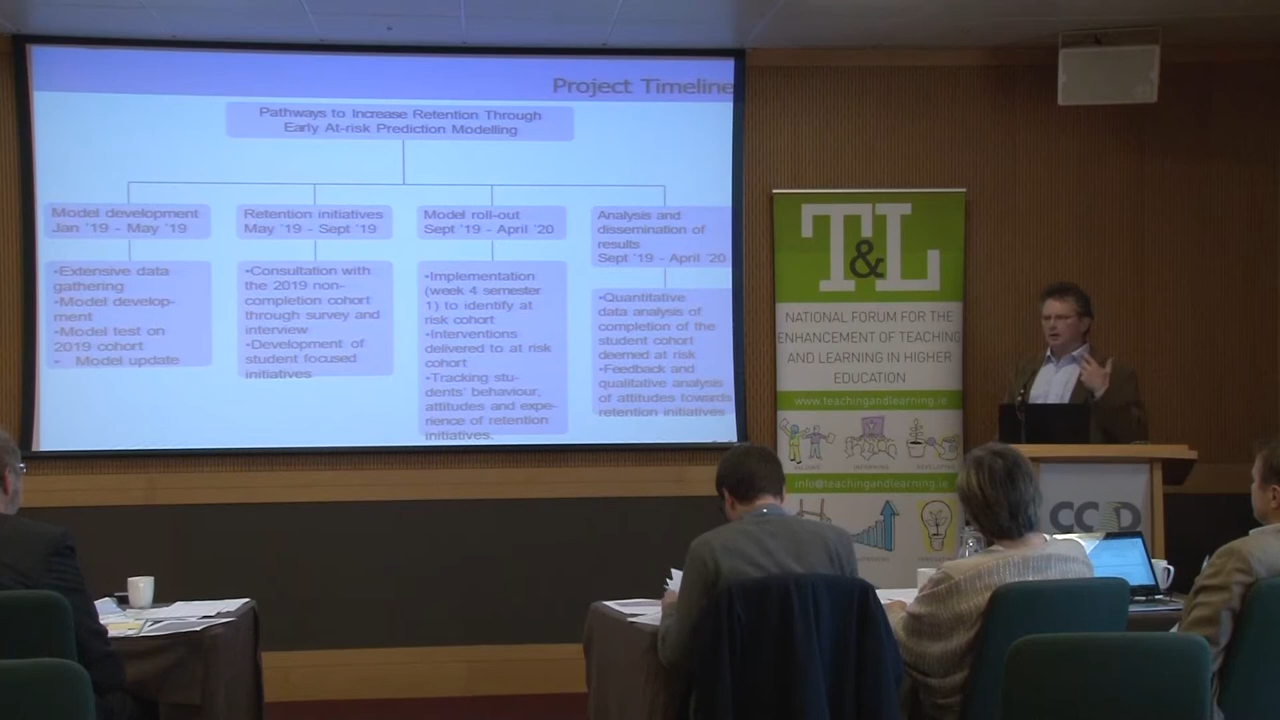 Project Timeline
Pathways to Increase Retention Through
Early At-risk Prediction Modelling
Model development
Jan '19 - May '19
•Extensive data
gathering
•Model develop-
ment
•Model test on
2019 cohort
• Model update
Retention initiatives
May '19 - Sept '19
•Consultation with
the 2019 non-
completion cohort
through survey and
interview
•Development of
student focused
initiatives
Model roll-out
Sept '19 - April '20
•Implementation
(week 4 semester
1) to identify at
risk cohort
•Interventions
delivered to at risk
cohort
•Tracking stu-
dents' behaviour,
attitudes and expe-
rience of retention
initiatives.
Analysis and
dissemination of
results
Sept '19 - April '20
•Quantitative
data analysis of
completion of the
student cohort
deemed at risk
•Feedback and
qualitative analysis
of attitudes towards
retention initiatives
T&L
NATIONAL FORUM FOR THE
ENHANCEMENT OF TEACHING
AND LEARNING IN HIGHER
EDUCATION
www.teachingandlearning.ie
info@teachingandlearning.ie